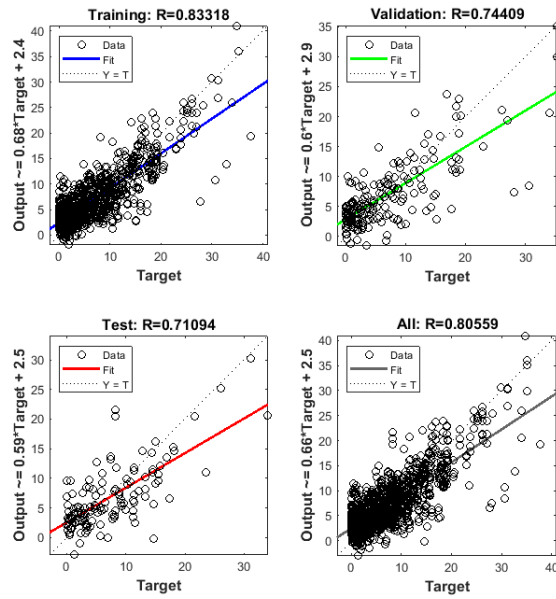 Training: R=0.83318
Output ~= 0.68*Target + 2.4
40
35
30
25
20
15
10
5
0
Data
Fit
Y = T
0 10 20 30 40
Target
Validation: R=0.74409
Output ~= 0.6*Target + 2.9
35
30
25
20
15
10
5
0
Data
Fit
Y = T
0 10 20 30
Target
Test: R=0.71094
Output ~= 0.59*Target + 2.5
30
25
20
15
10
5
0
Data
Fit
Y = T
0 10 20 30
Target
All: R=0.80559
Output ~= 0.66*Target + 2.5
40
35
30
25
20
15
10
5
0
Data
Fit
Y = T
0 10 20 30 40
Target